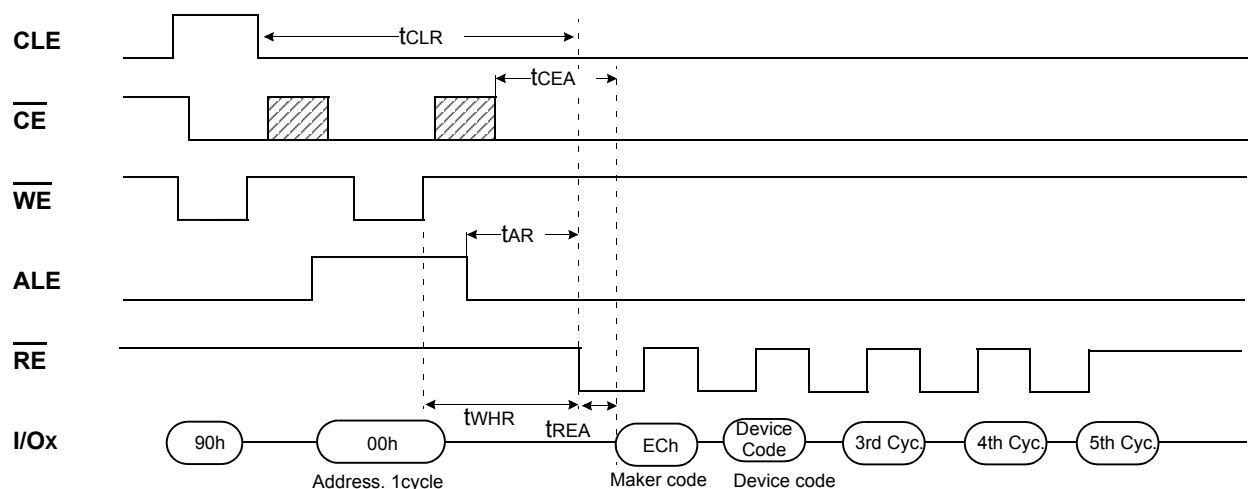 CLE
tCLR
tCEA
CE
WE
tAR
ALE
RE
tWHR
tREA
I/Ox
90h
00h
ECh
Device
Code
3rd Cyc.
4th Cyc.
5th Cyc.
Address. 1cycle
Maker code
Device code